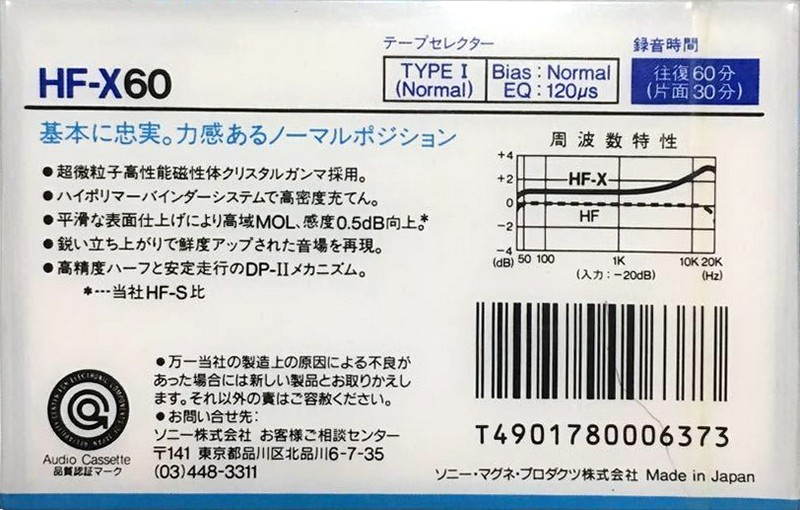 テープセレクター
録音時間
HF-X60
TYPE I
(Normal)
Bias : Normal
EQ : 120μs
往復60分
(片面30分)
基本に忠実。力感あるノーマルポジション
●超微粒子高性能磁性体クリスタルガンマ採用。
●ハイポリマーバインダーシステムで高密度充てん。
●平滑な表面仕上げにより高域MOL、感度0.5dB向上。*
●鋭い立ち上がりで鮮度アップされた音場を再現。
●高精度ハーフと安定走行のDP-IIメカニズム。
*---当社HF-S比
周波数特性
+4
+2
0
-2
-4
HF-X
HF
(dB) 50 100 1K 10K 20K
(入力：-20dB) (Hz)
●万一当社の製造上の原因による不良が
あった場合には新しい製品とお取りかえし
ます。それ以外の責はご容赦ください。
●お問い合せ先：
ソニー株式会社 お客様ご相談センター
〒141 東京都品川区北品川6-7-35
(03)448-3311
Audio Cassette
品質認証マーク
T4901780006373
ソニー・マグネ・プロダクツ株式会社 Made in Japan